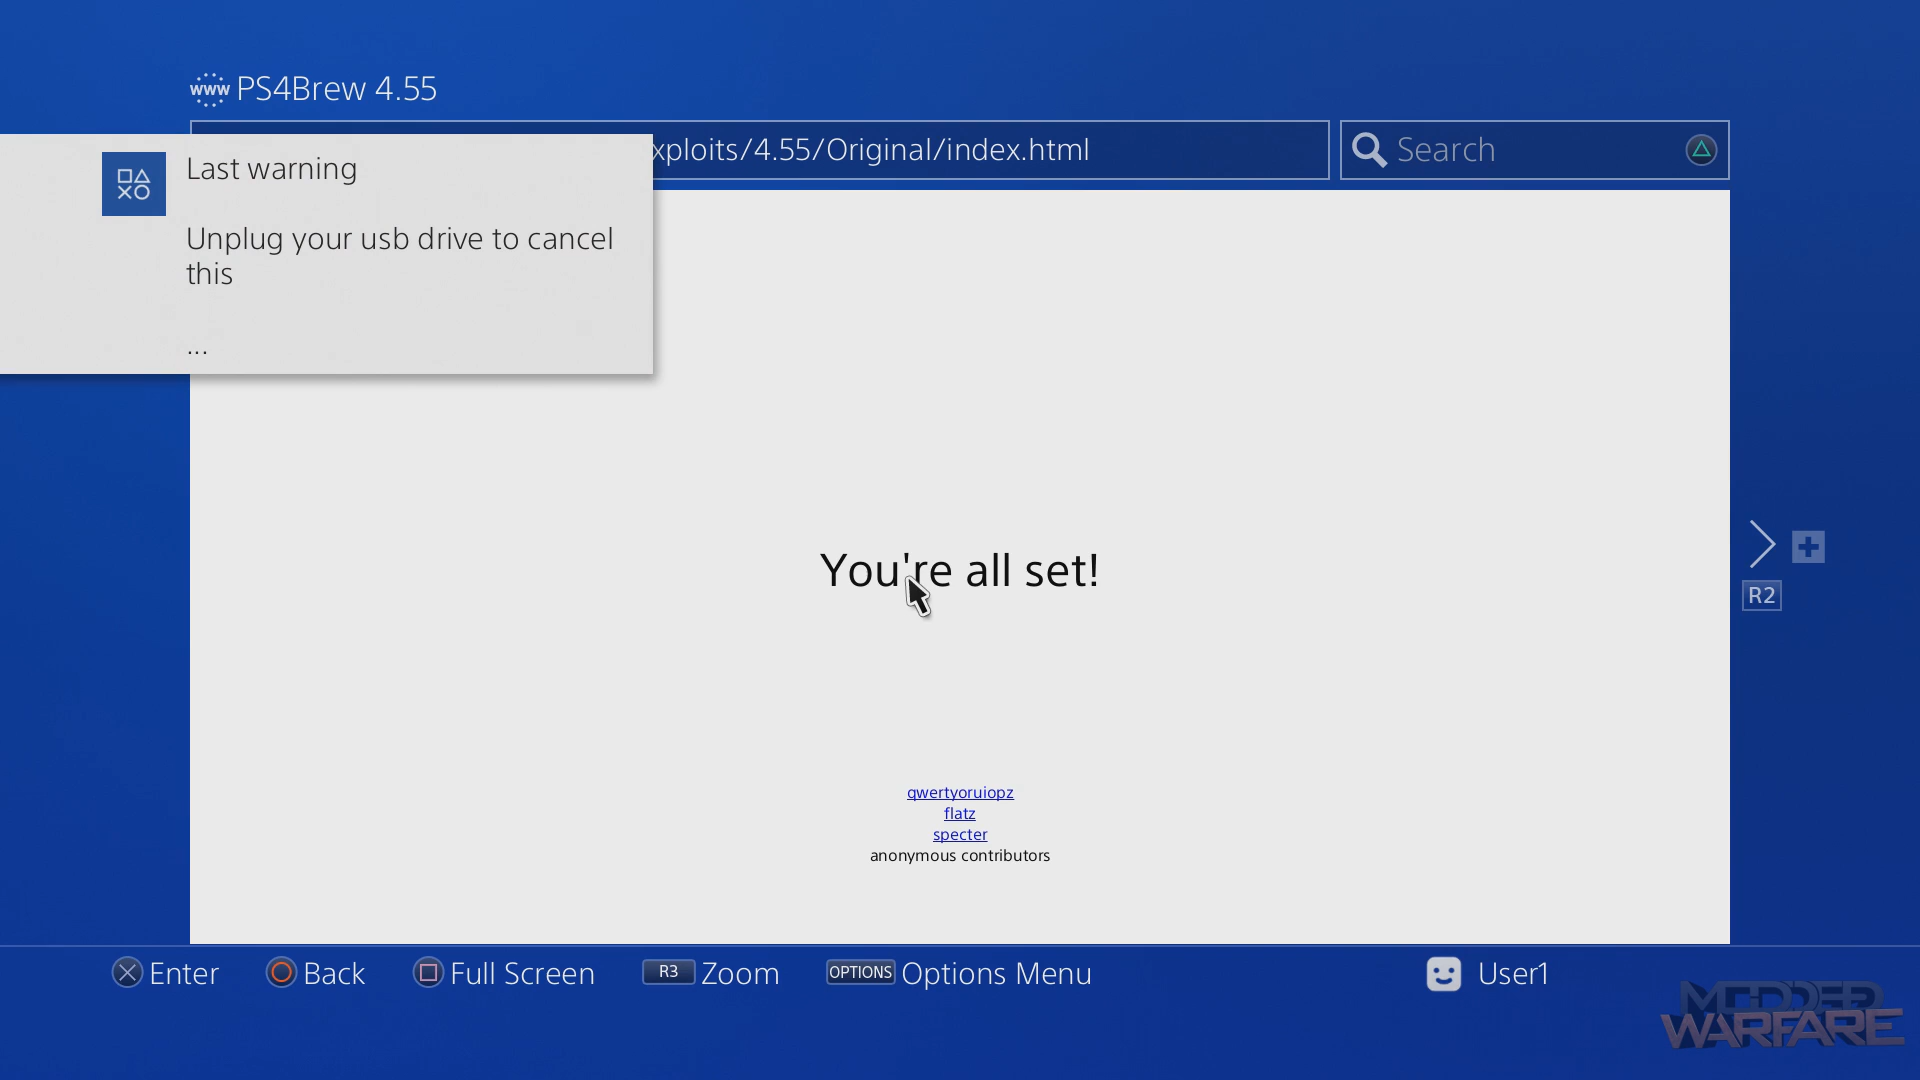 www PS4Brew 4.55
xploits/4.55/Original/index.html
Search
Last warning
Unplug your usb drive to cancel
this
...
You're all set!
R2
qwertyoruiopz
flatz
specter
anonymous contributors
Enter
Back
Full Screen
R3 Zoom
OPTIONS Options Menu
User1
MODDED
WARFARE